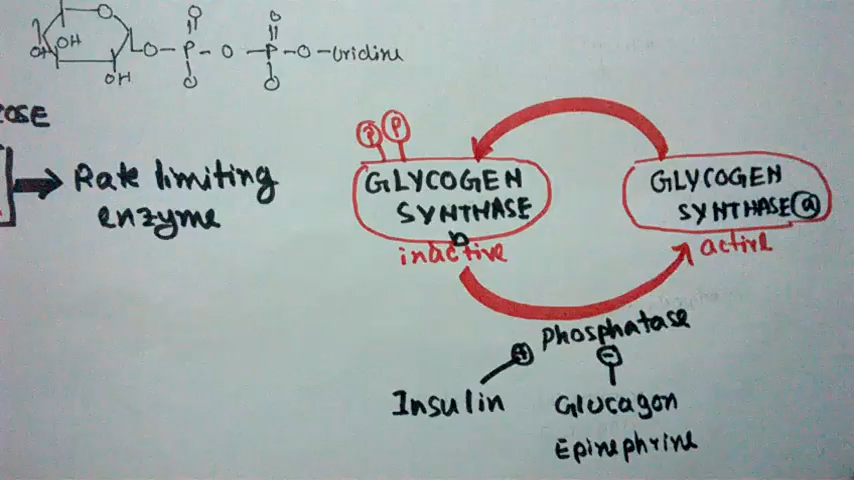 OH OH
O-P-O-P-O-Uridine
O
O
O
O
O
OH
OSE
Rate limiting
enzyme
P P
GLYCOGEN
SYNTHASE
b
inactive
GLYCOGEN
SYNTHASE a
active
Phosphatase
+
-
Insulin
Glucagon
Epinephrine